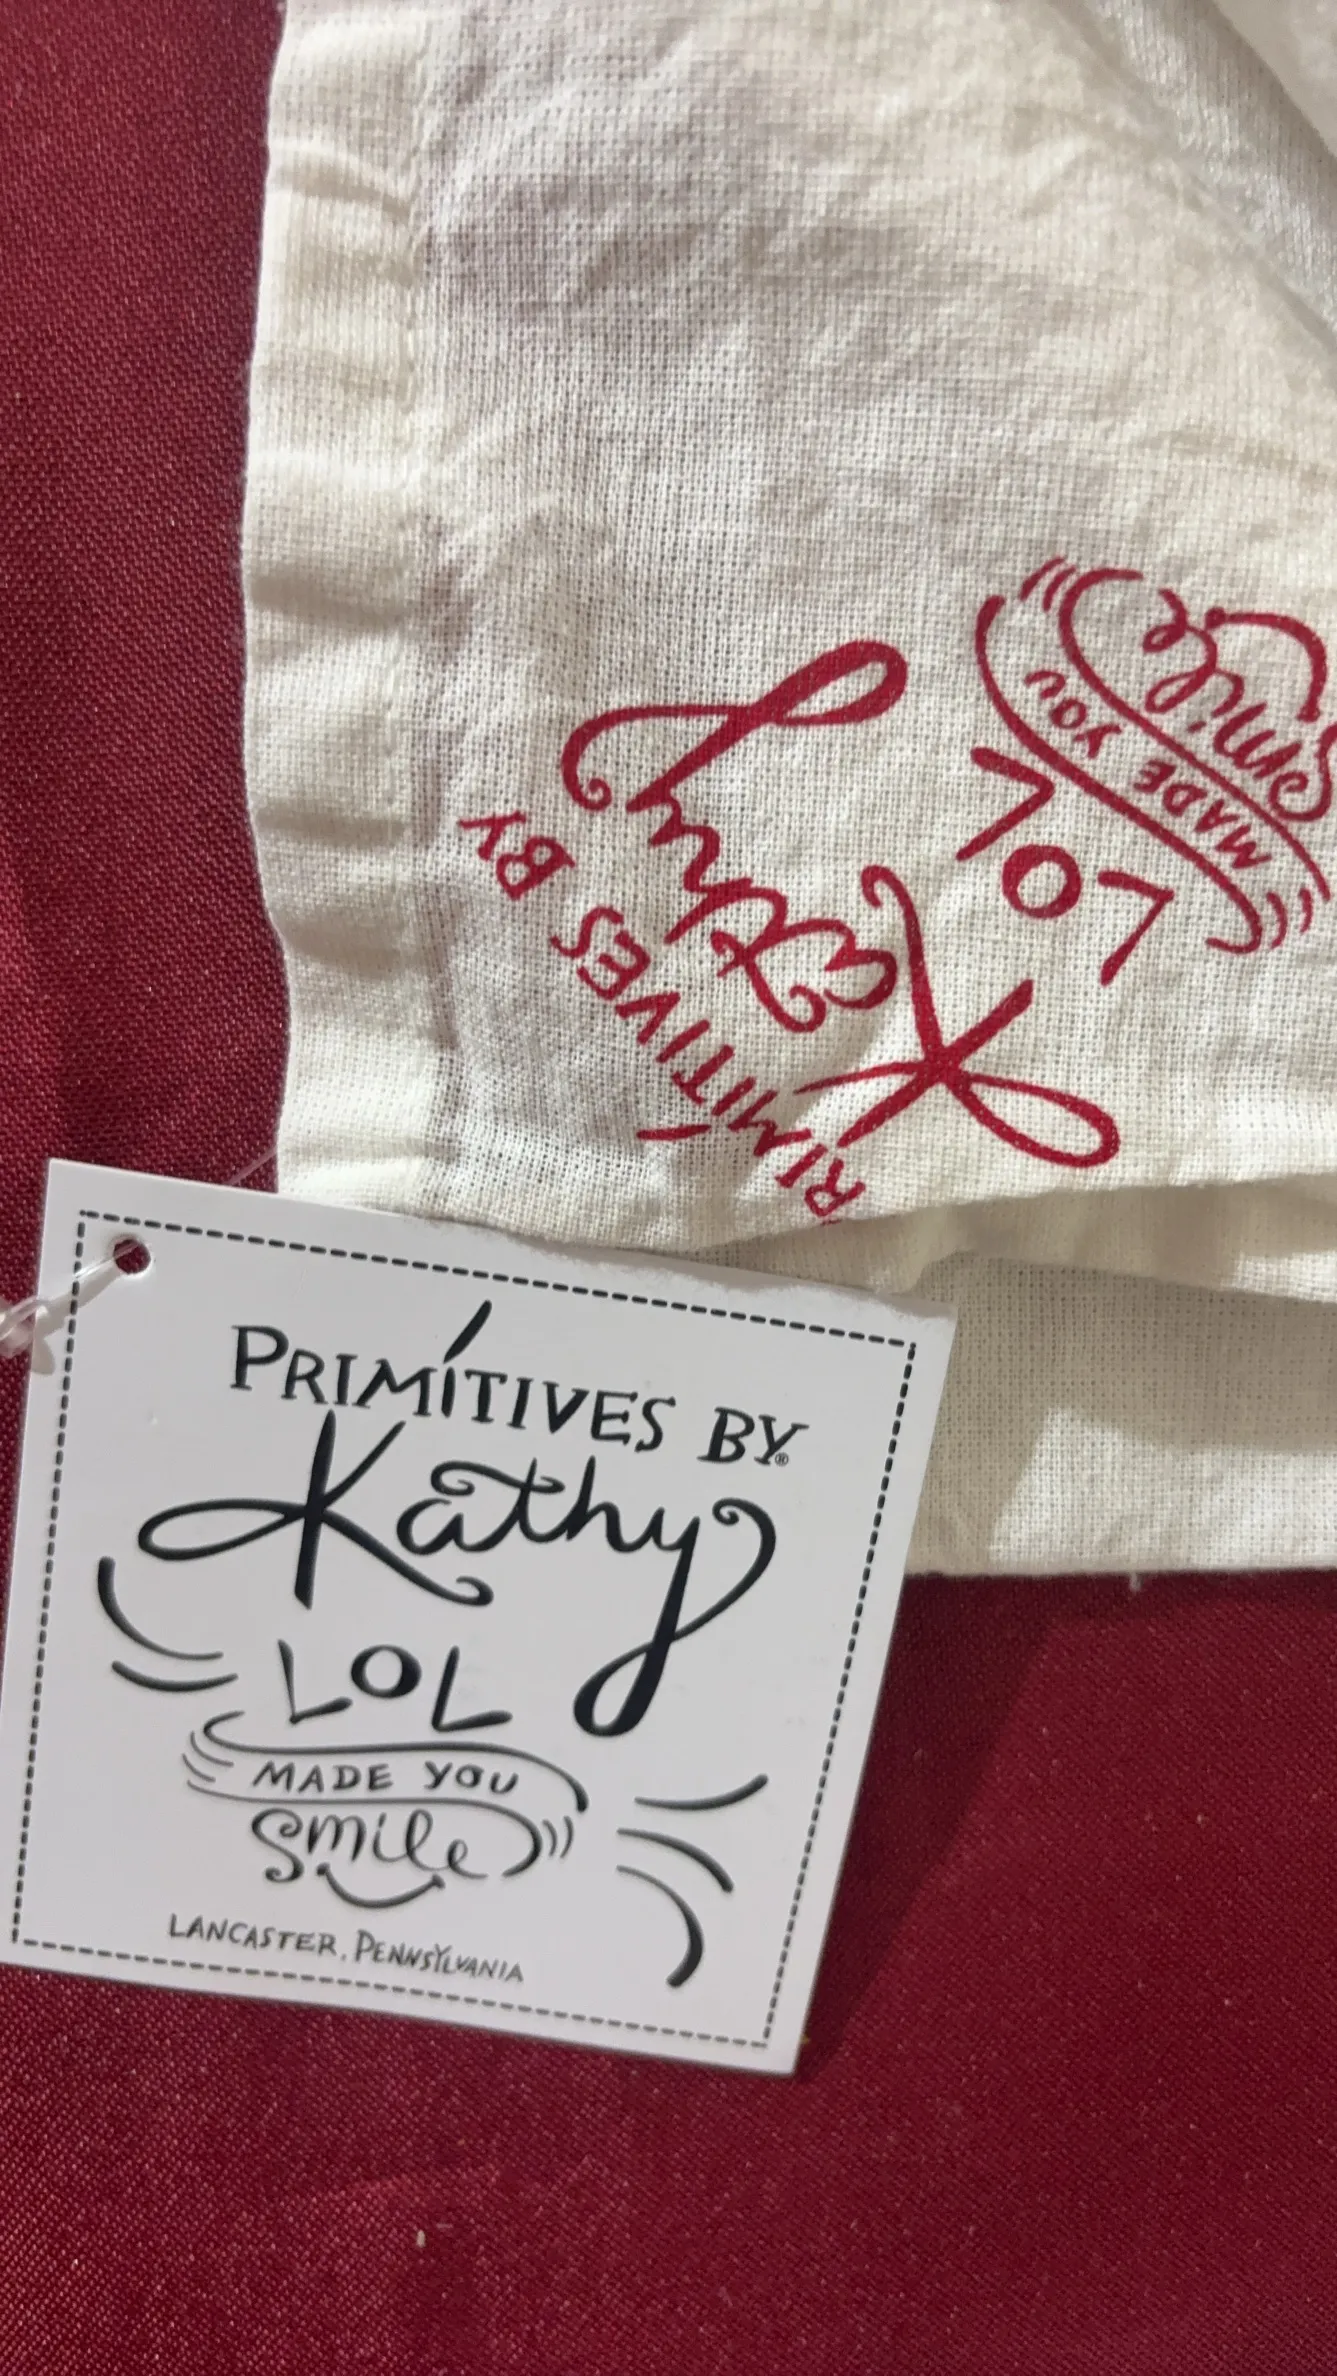 PRIMITIVES BY
Kathy
LOL
MADE YOU
Smile
PRIMITIVES BY®
Kathy
LOL
MADE YOU
Smile
LANCASTER, PENNSYLVANIA